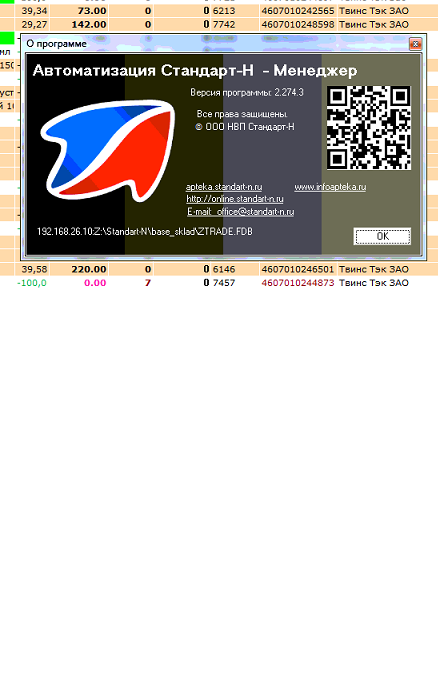 39,34 73.00 0 0 6213 4607010242565 Твинс Тэк ЗАО
29,27 142.00 0 0 7742 4607010248598 Твинс Тэк ЗАО
О программе
Автоматизация Стандарт-Н - Менеджер
Версия программы: 2.274.3
Все права защищены.
© ООО НВП Стандарт-Н
apteka.standart-n.ru www.infoapteka.ru
http://online.standart-n.ru
E-mail: office@standart-n.ru
192.168.26.10:Z:\Standart-N\base_sklad\ZTRADE.FDB
OK
39,58 220.00 0 0 6146 4607010246501 Твинс Тэк ЗАО
-100,0 0.00 7 0 7457 4607010244873 Твинс Тэк ЗАО